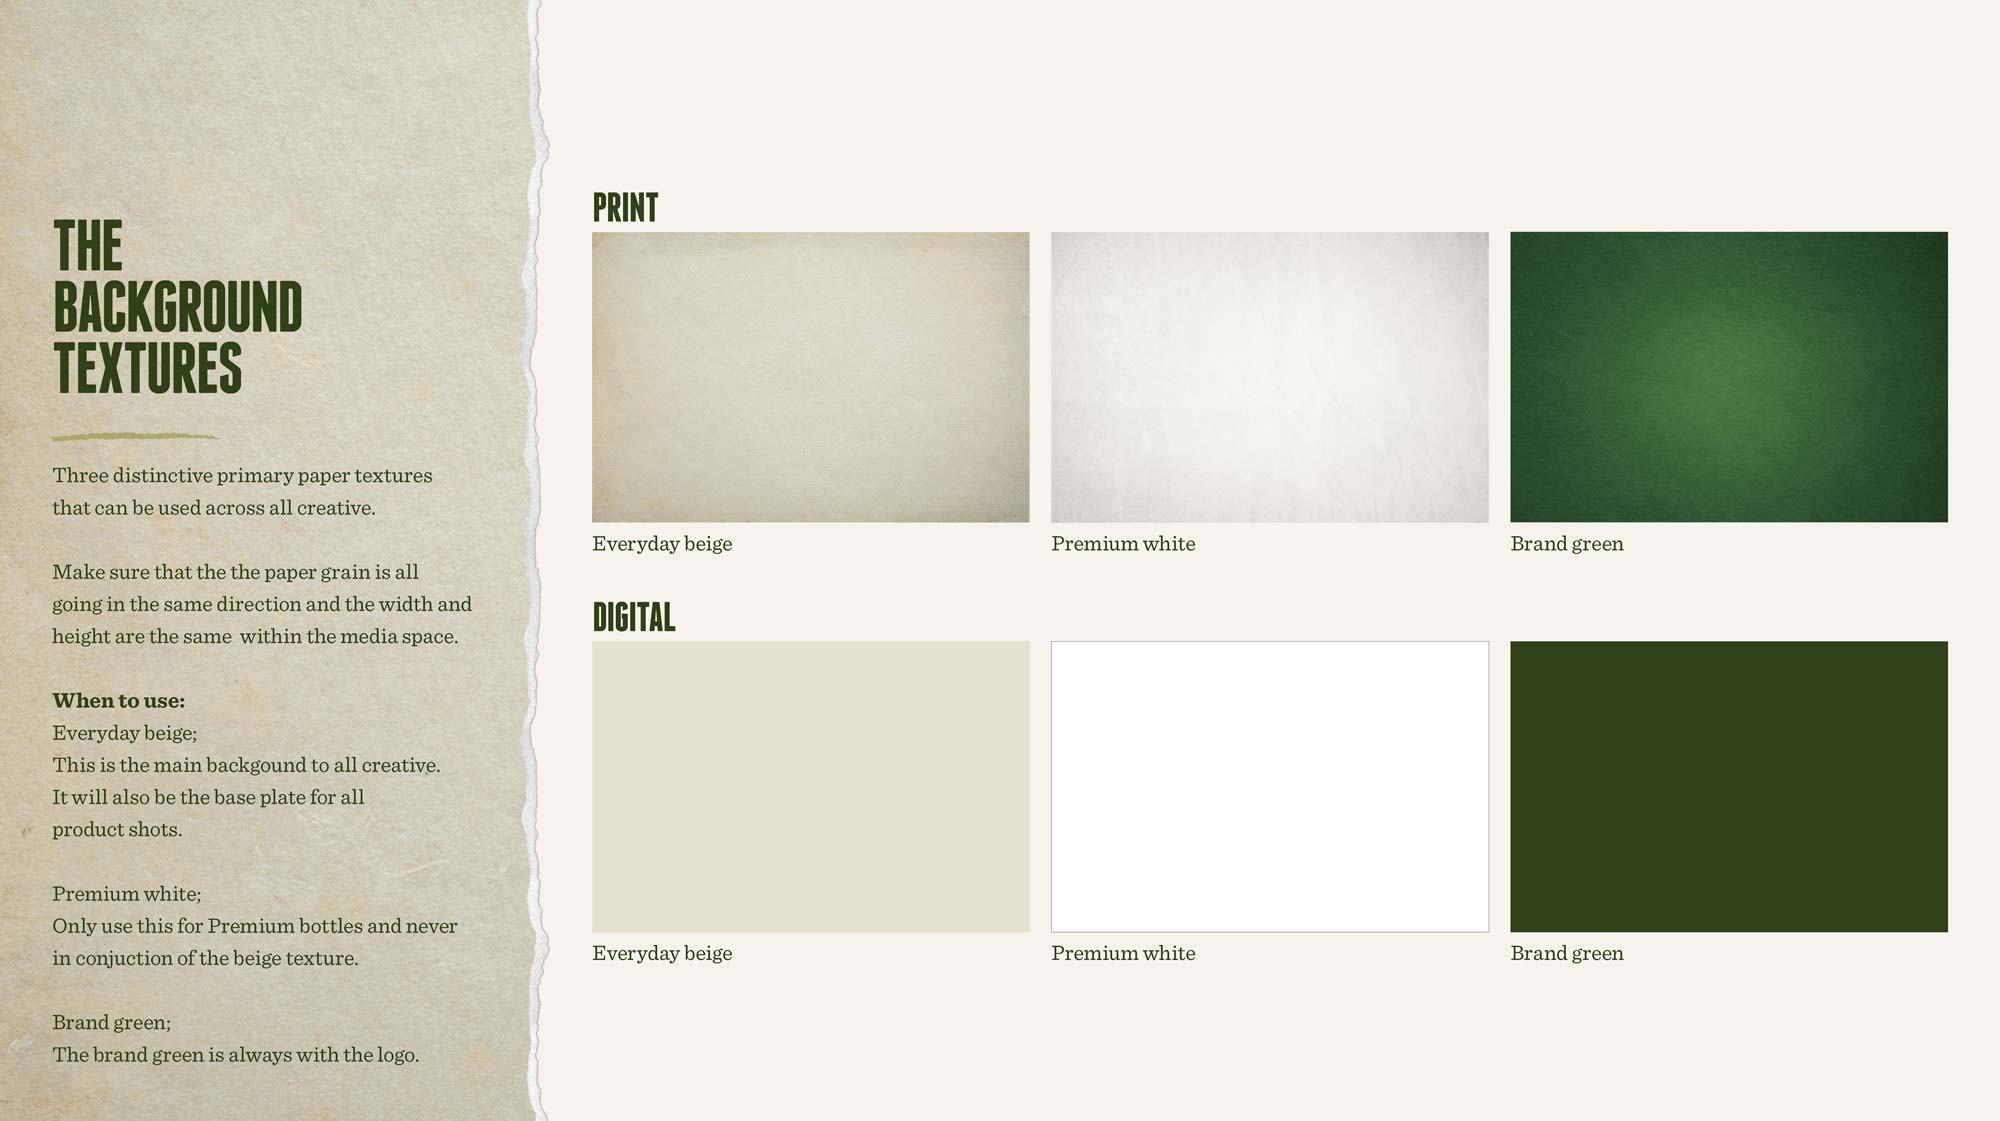 THE
BACKGROUND
TEXTURES
Three distinctive primary paper textures
that can be used across all creative.
Make sure that the the paper grain is all
going in the same direction and the width and
height are the same  within the media space.
When to use:
Everyday beige;
This is the main backgound to all creative.
It will also be the base plate for all
product shots.
Premium white;
Only use this for Premium bottles and never
in conjuction of the beige texture.
Brand green;
The brand green is always with the logo.
PRINT
Everyday beige
Premium white
Brand green
DIGITAL
Everyday beige
Premium white
Brand green